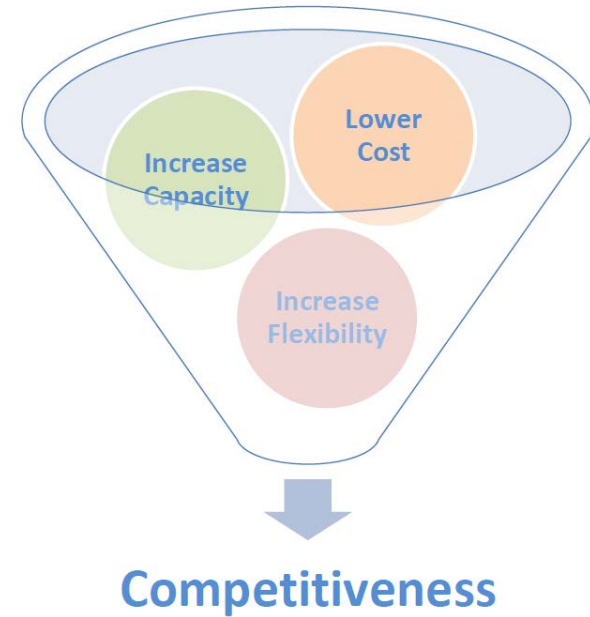 Lower
Cost
Increase
Capacity
Increase
Flexibility
Competitiveness